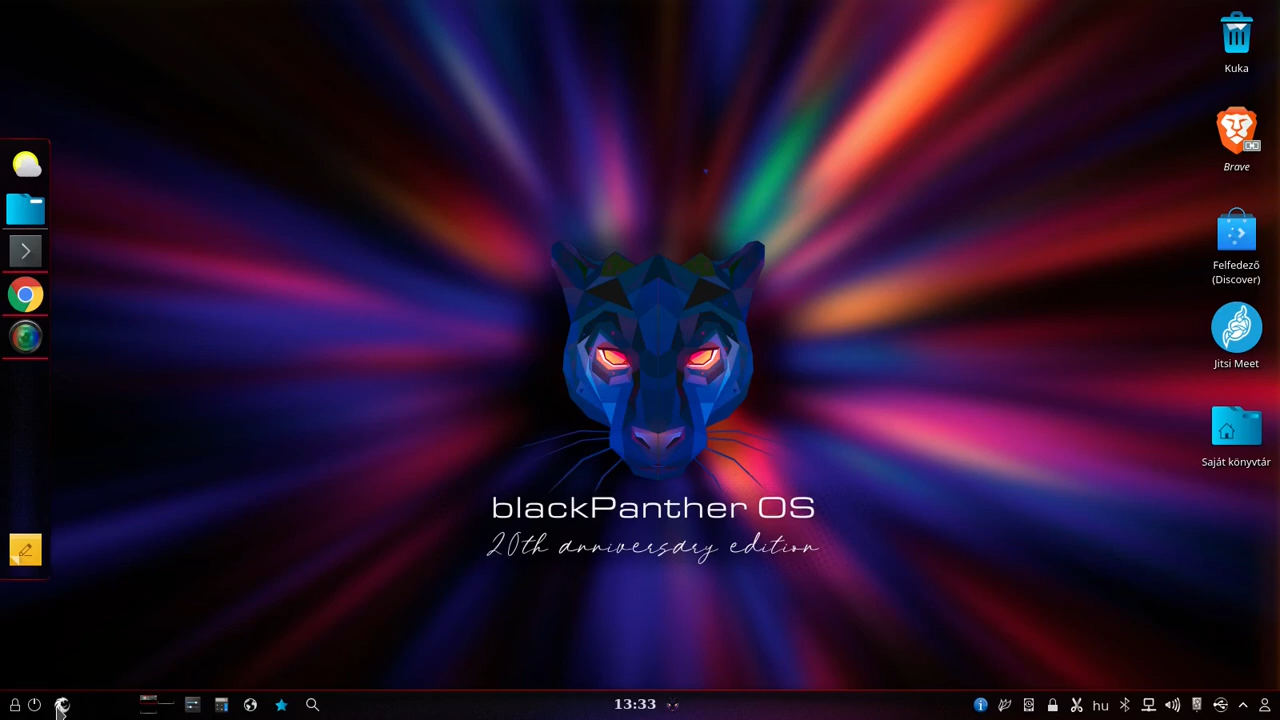 Kuka
Brave
Felfedező
(Discover)
Jitsi Meet
Saját könyvtár
blackPanther OS
20th anniversary edition
13:33
hu